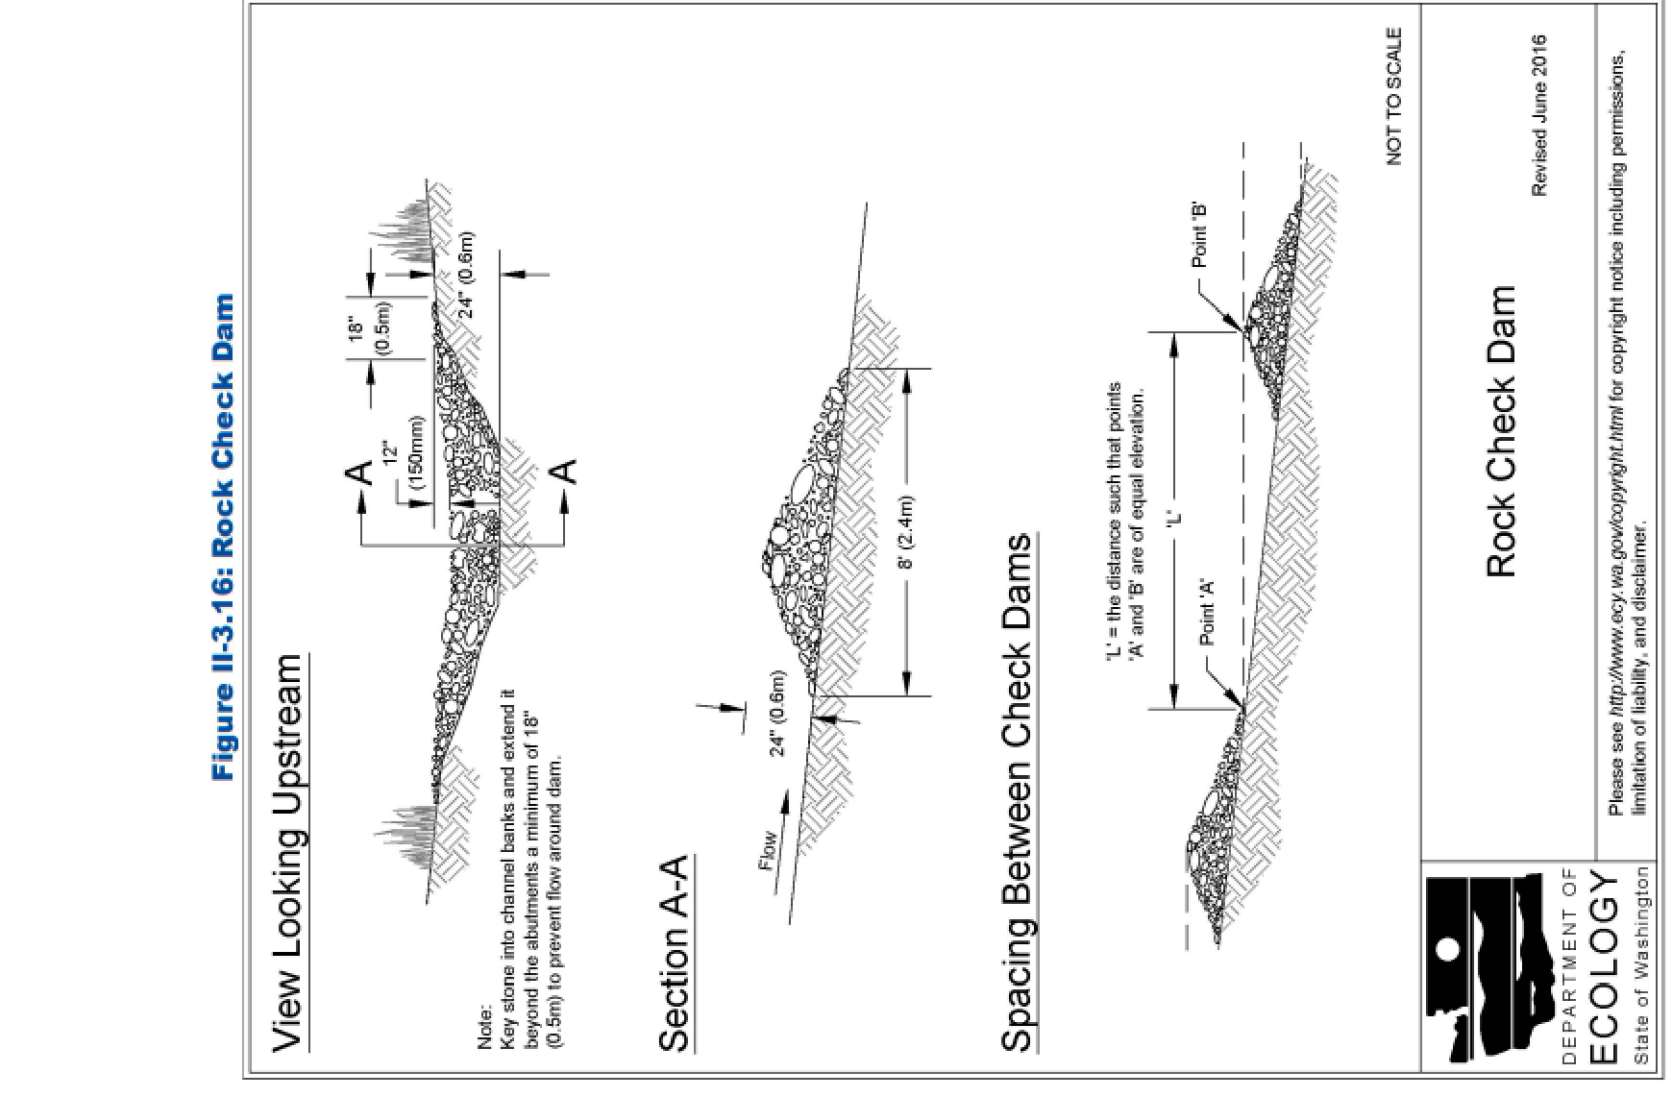 Figure II-3.16: Rock Check Dam
View Looking Upstream
18"
(0.5m)
A
12"
(150mm)
24" (0.6m)
A
Note:
Key stone into channel banks and extend it
beyond the abutments a minimum of 18"
(0.5m) to prevent flow around dam.
Section A-A
Flow
24" (0.6m)
8' (2.4m)
Spacing Between Check Dams
'L' = the distance such that points
'A' and 'B' are of equal elevation.
'L'
Point 'A'
Point 'B'
NOT TO SCALE
DEPARTMENT OF
ECOLOGY
State of Washington
Rock Check Dam
Revised June 2016
Please see http://www.ecy.wa.gov/copyright.html for copyright notice including permissions,
limitation of liability, and disclaimer.